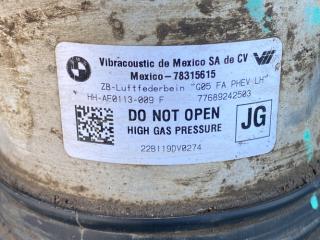 Vibracoustic de Mexico SA de CV
Mexico-78315615
ZB-Luftfederbein "G05 FA PHEV LH"
HH-AF0113-009 F 77689242503
DO NOT OPEN
HIGH GAS PRESSURE
JG
22B119DV0274